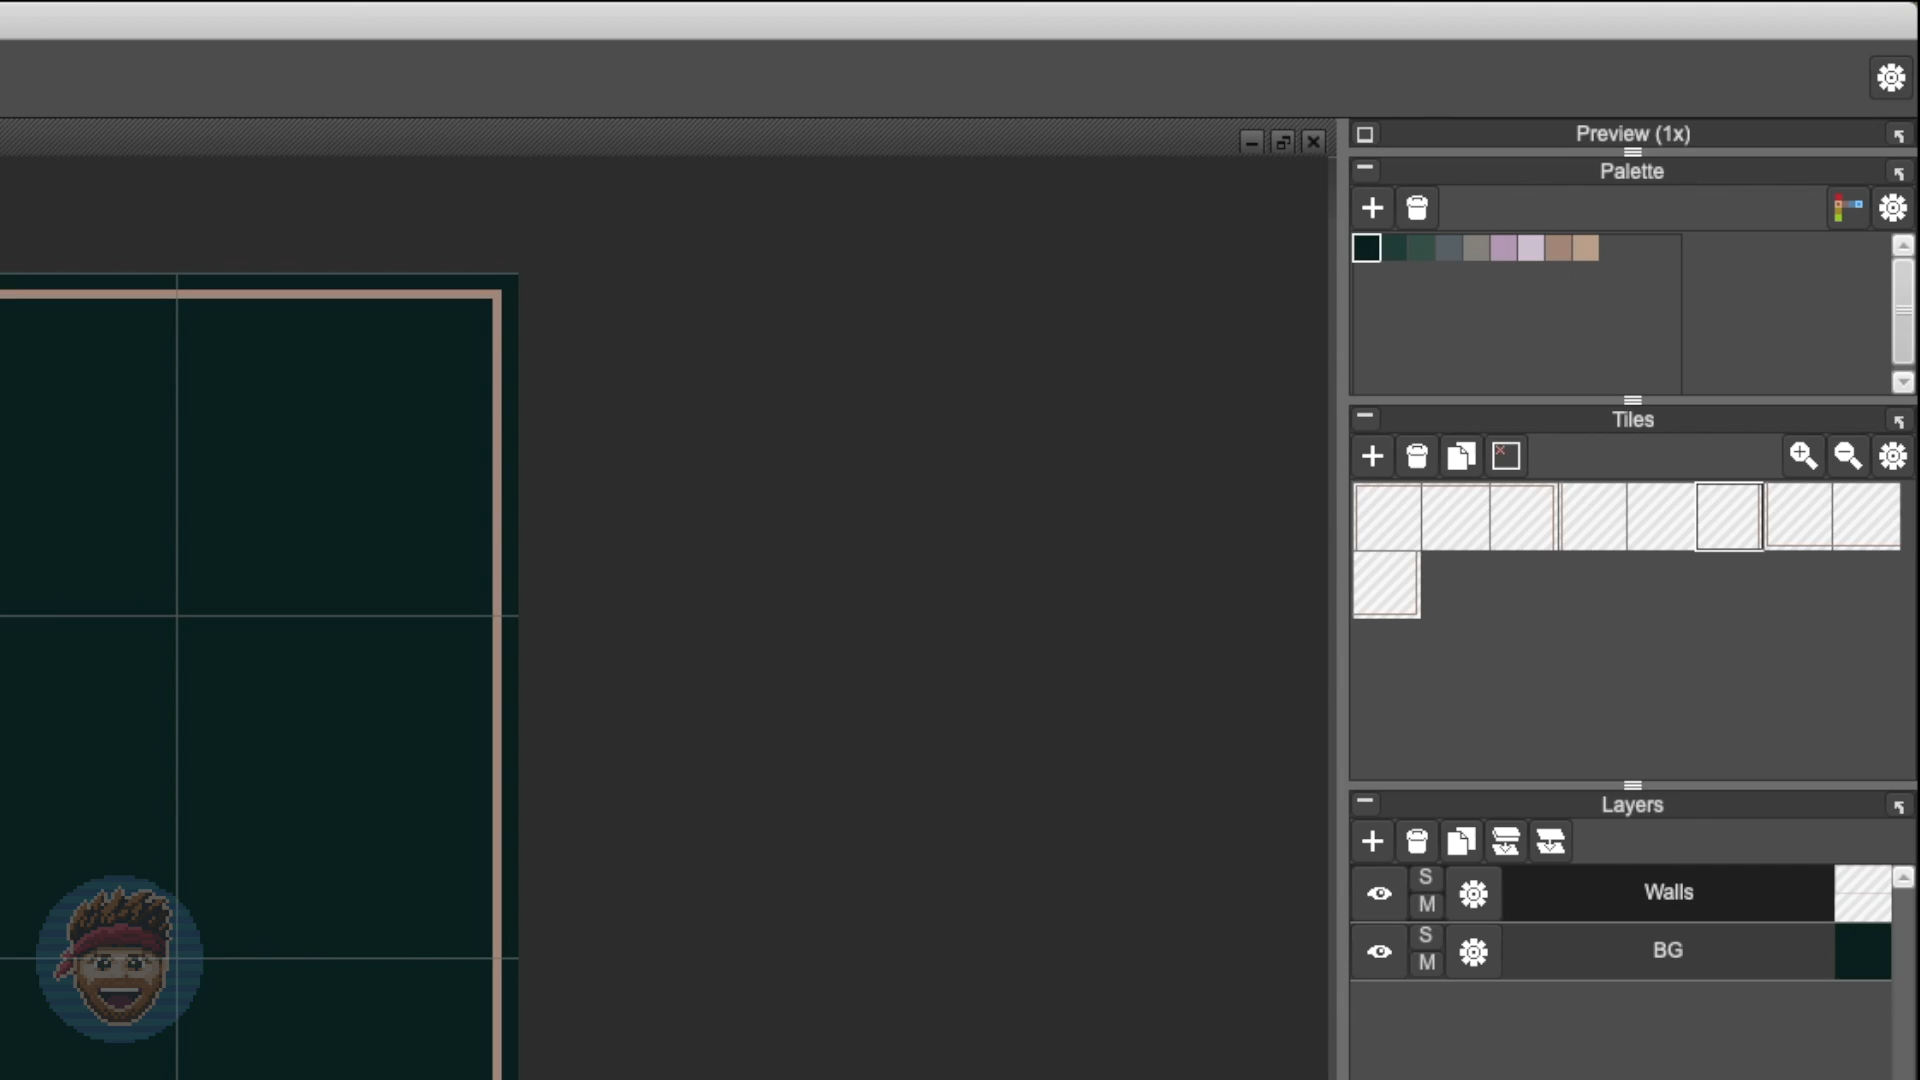 Preview (1x)
Palette
Tiles
Layers
S
M
Walls
S
M
BG